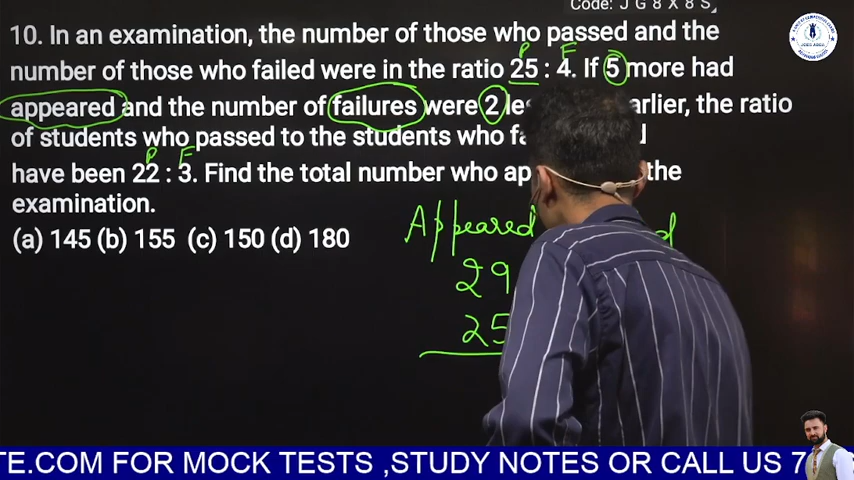 Code: J G 8 X 8 S
10. In an examination, the number of those who passed and the
P F
number of those who failed were in the ratio 25 : 4. If 5 more had
appeared and the number of failures were 2 earlier, the ratio
of students who passed to the students who
P F
have been 22 : 3. Find the total number who the
examination.
(a) 145 (b) 155 (c) 150 (d) 180
Appeared
29
25
TE.COM FOR MOCK TESTS ,STUDY NOTES OR CALL US 7